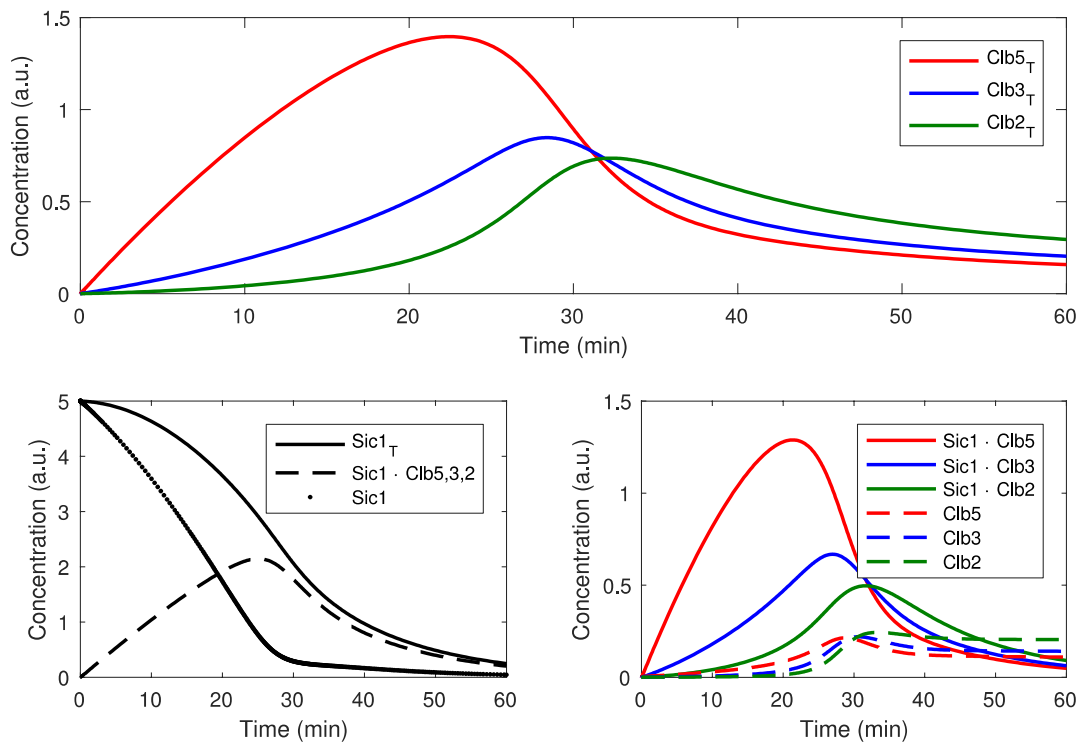 1.5
1
0.5
0
Concentration (a.u.)
Clb5T
Clb3T
Clb2T
0 10 20 30 40 50 60
Time (min)
5
4
3
2
1
0
Concentration (a.u.)
Sic1T
Sic1 · Clb5,3,2
Sic1
0 10 20 30 40 50 60
Time (min)
1.5
1
0.5
0
Concentration (a.u.)
Sic1 · Clb5
Sic1 · Clb3
Sic1 · Clb2
Clb5
Clb3
Clb2
0 10 20 30 40 50 60
Time (min)